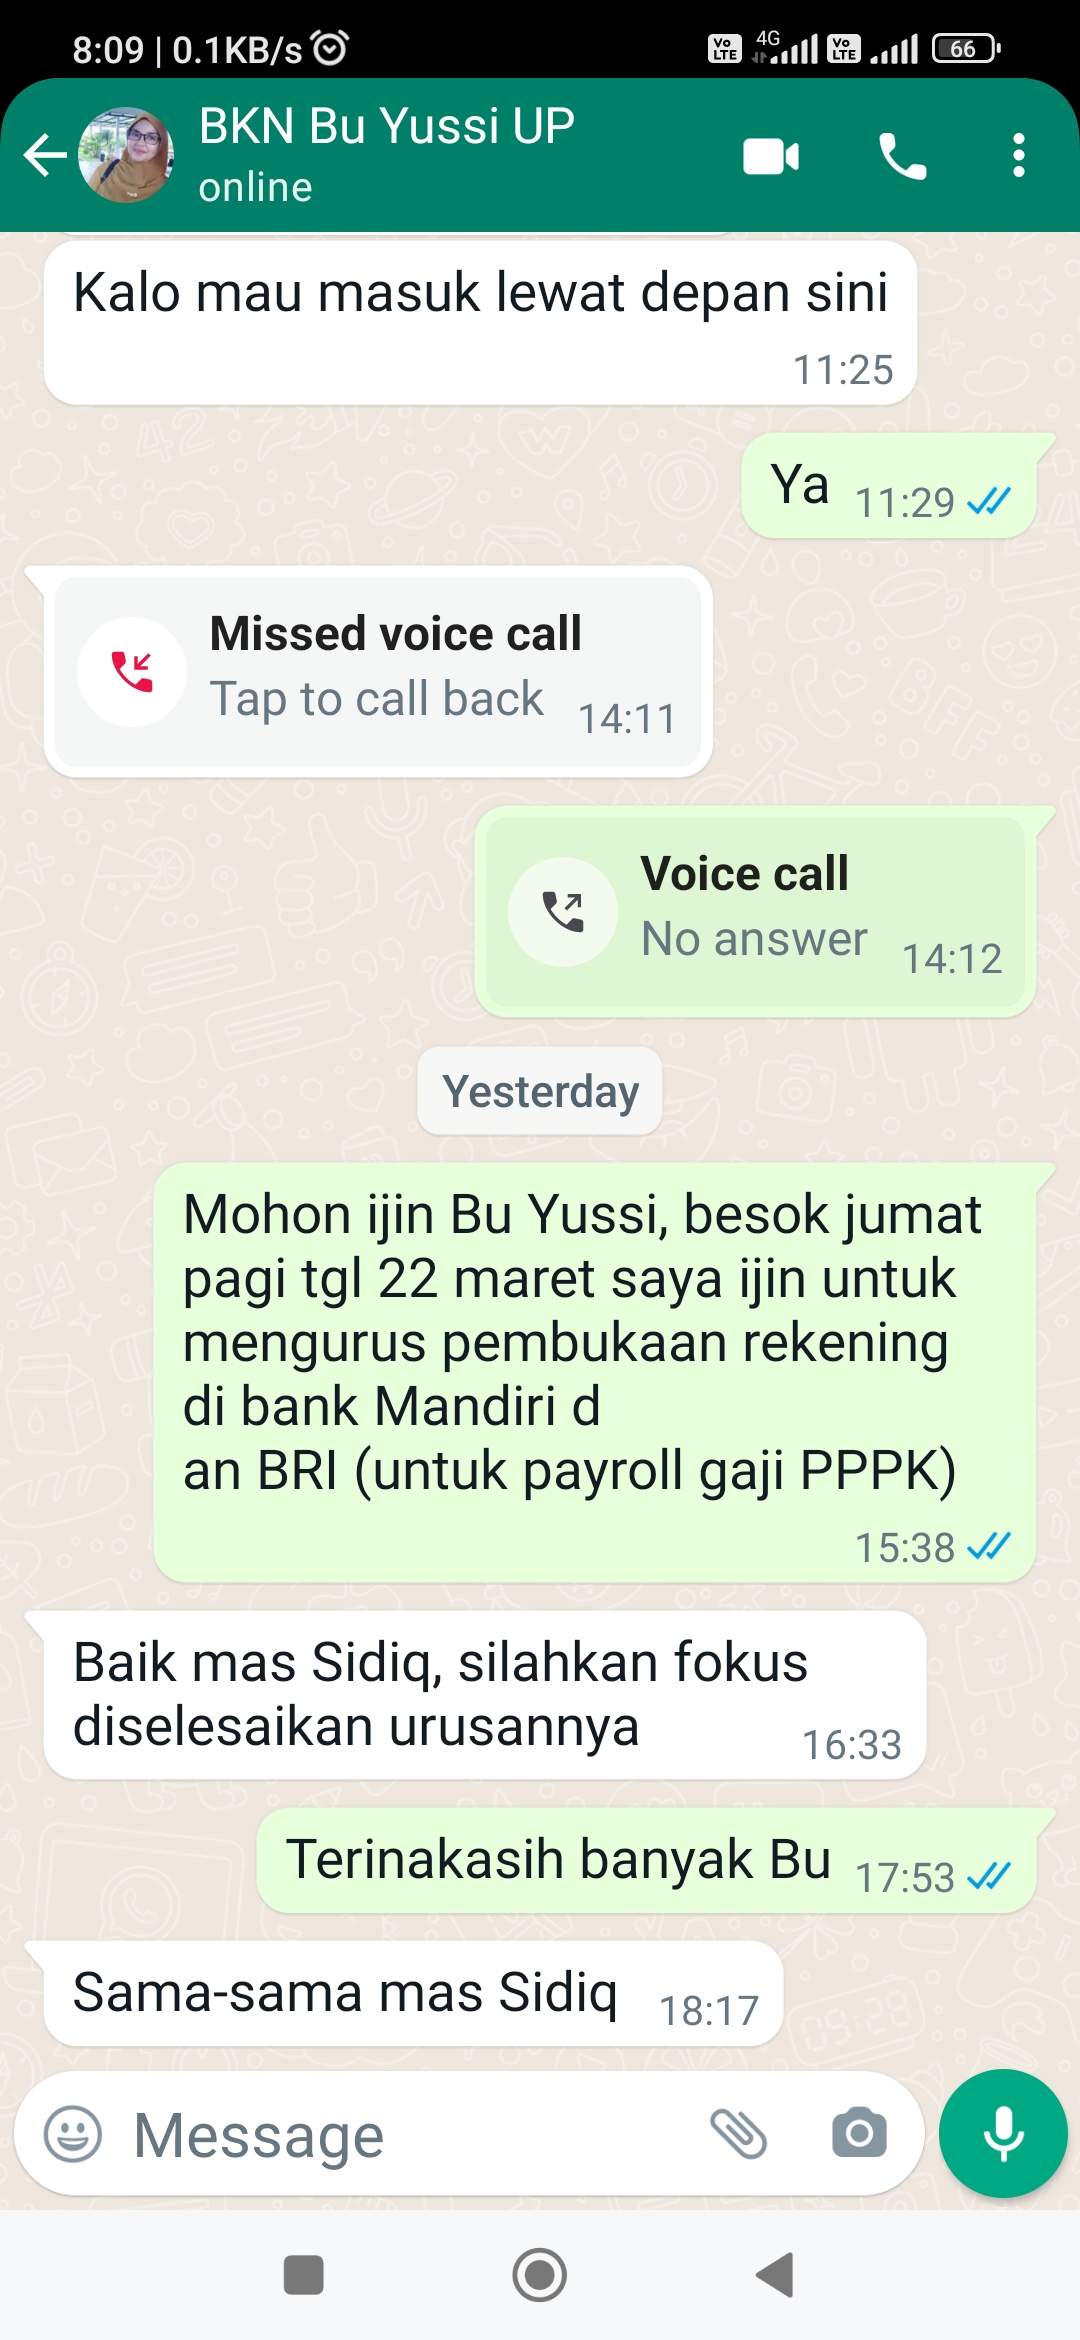 8:09 | 0.1KB/s
Vo LTE 4G Vo LTE 66
BKN Bu Yussi UP
online
Kalo mau masuk lewat depan sini
11:25
Ya 11:29
Missed voice call
Tap to call back 14:11
Voice call
No answer 14:12
Yesterday
Mohon ijin Bu Yussi, besok jumat
pagi tgl 22 maret saya ijin untuk
mengurus pembukaan rekening
di bank Mandiri d
an BRI (untuk payroll gaji PPPK)
15:38
Baik mas Sidiq, silahkan fokus
diselesaikan urusannya 16:33
Terinakasih banyak Bu 17:53
Sama-sama mas Sidiq 18:17
Message